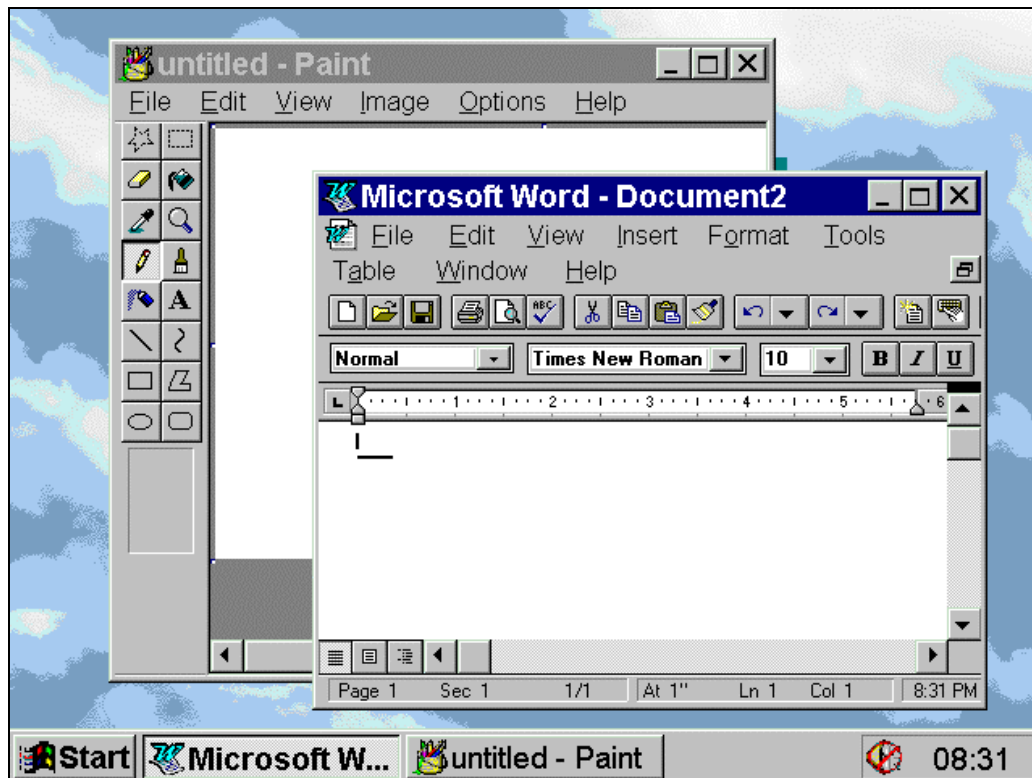 untitled - Paint
File Edit View Image Options Help
A
Microsoft Word - Document2
File Edit View Insert Format Tools
Table Window Help
ABC
Normal Times New Roman 10 B I U
1 2 3 4 5 6
Page 1 Sec 1 1/1 At 1" Ln 1 Col 1 8:31 PM
Start Microsoft W... untitled - Paint 08:31